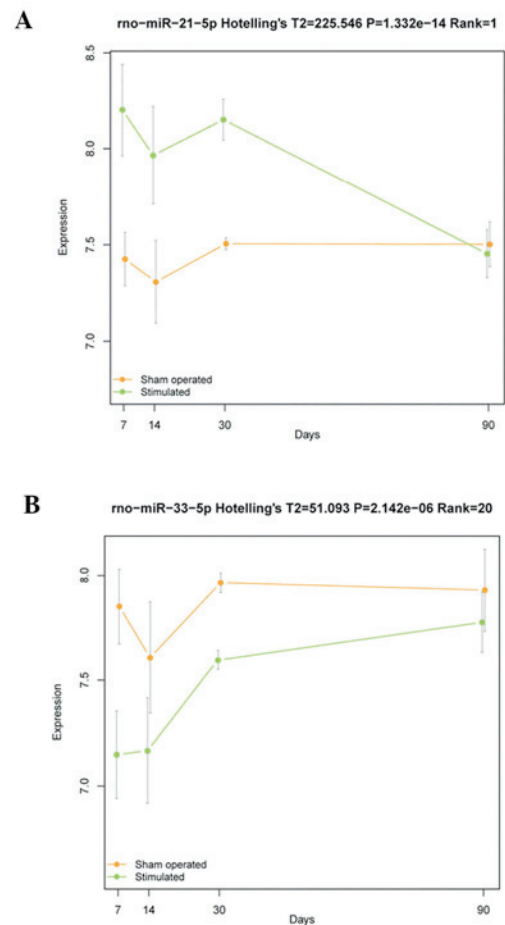 A
rno-miR-21-5p Hotelling's T2=225.546 P=1.332e-14 Rank=1
8.5
8.0
7.5
7.0
Expression
Sham operated
Stimulated
7 14 30 90
Days
B
rno-miR-33-5p Hotelling's T2=51.093 P=2.142e-06 Rank=20
8.0
7.5
7.0
Expression
Sham operated
Stimulated
7 14 30 90
Days